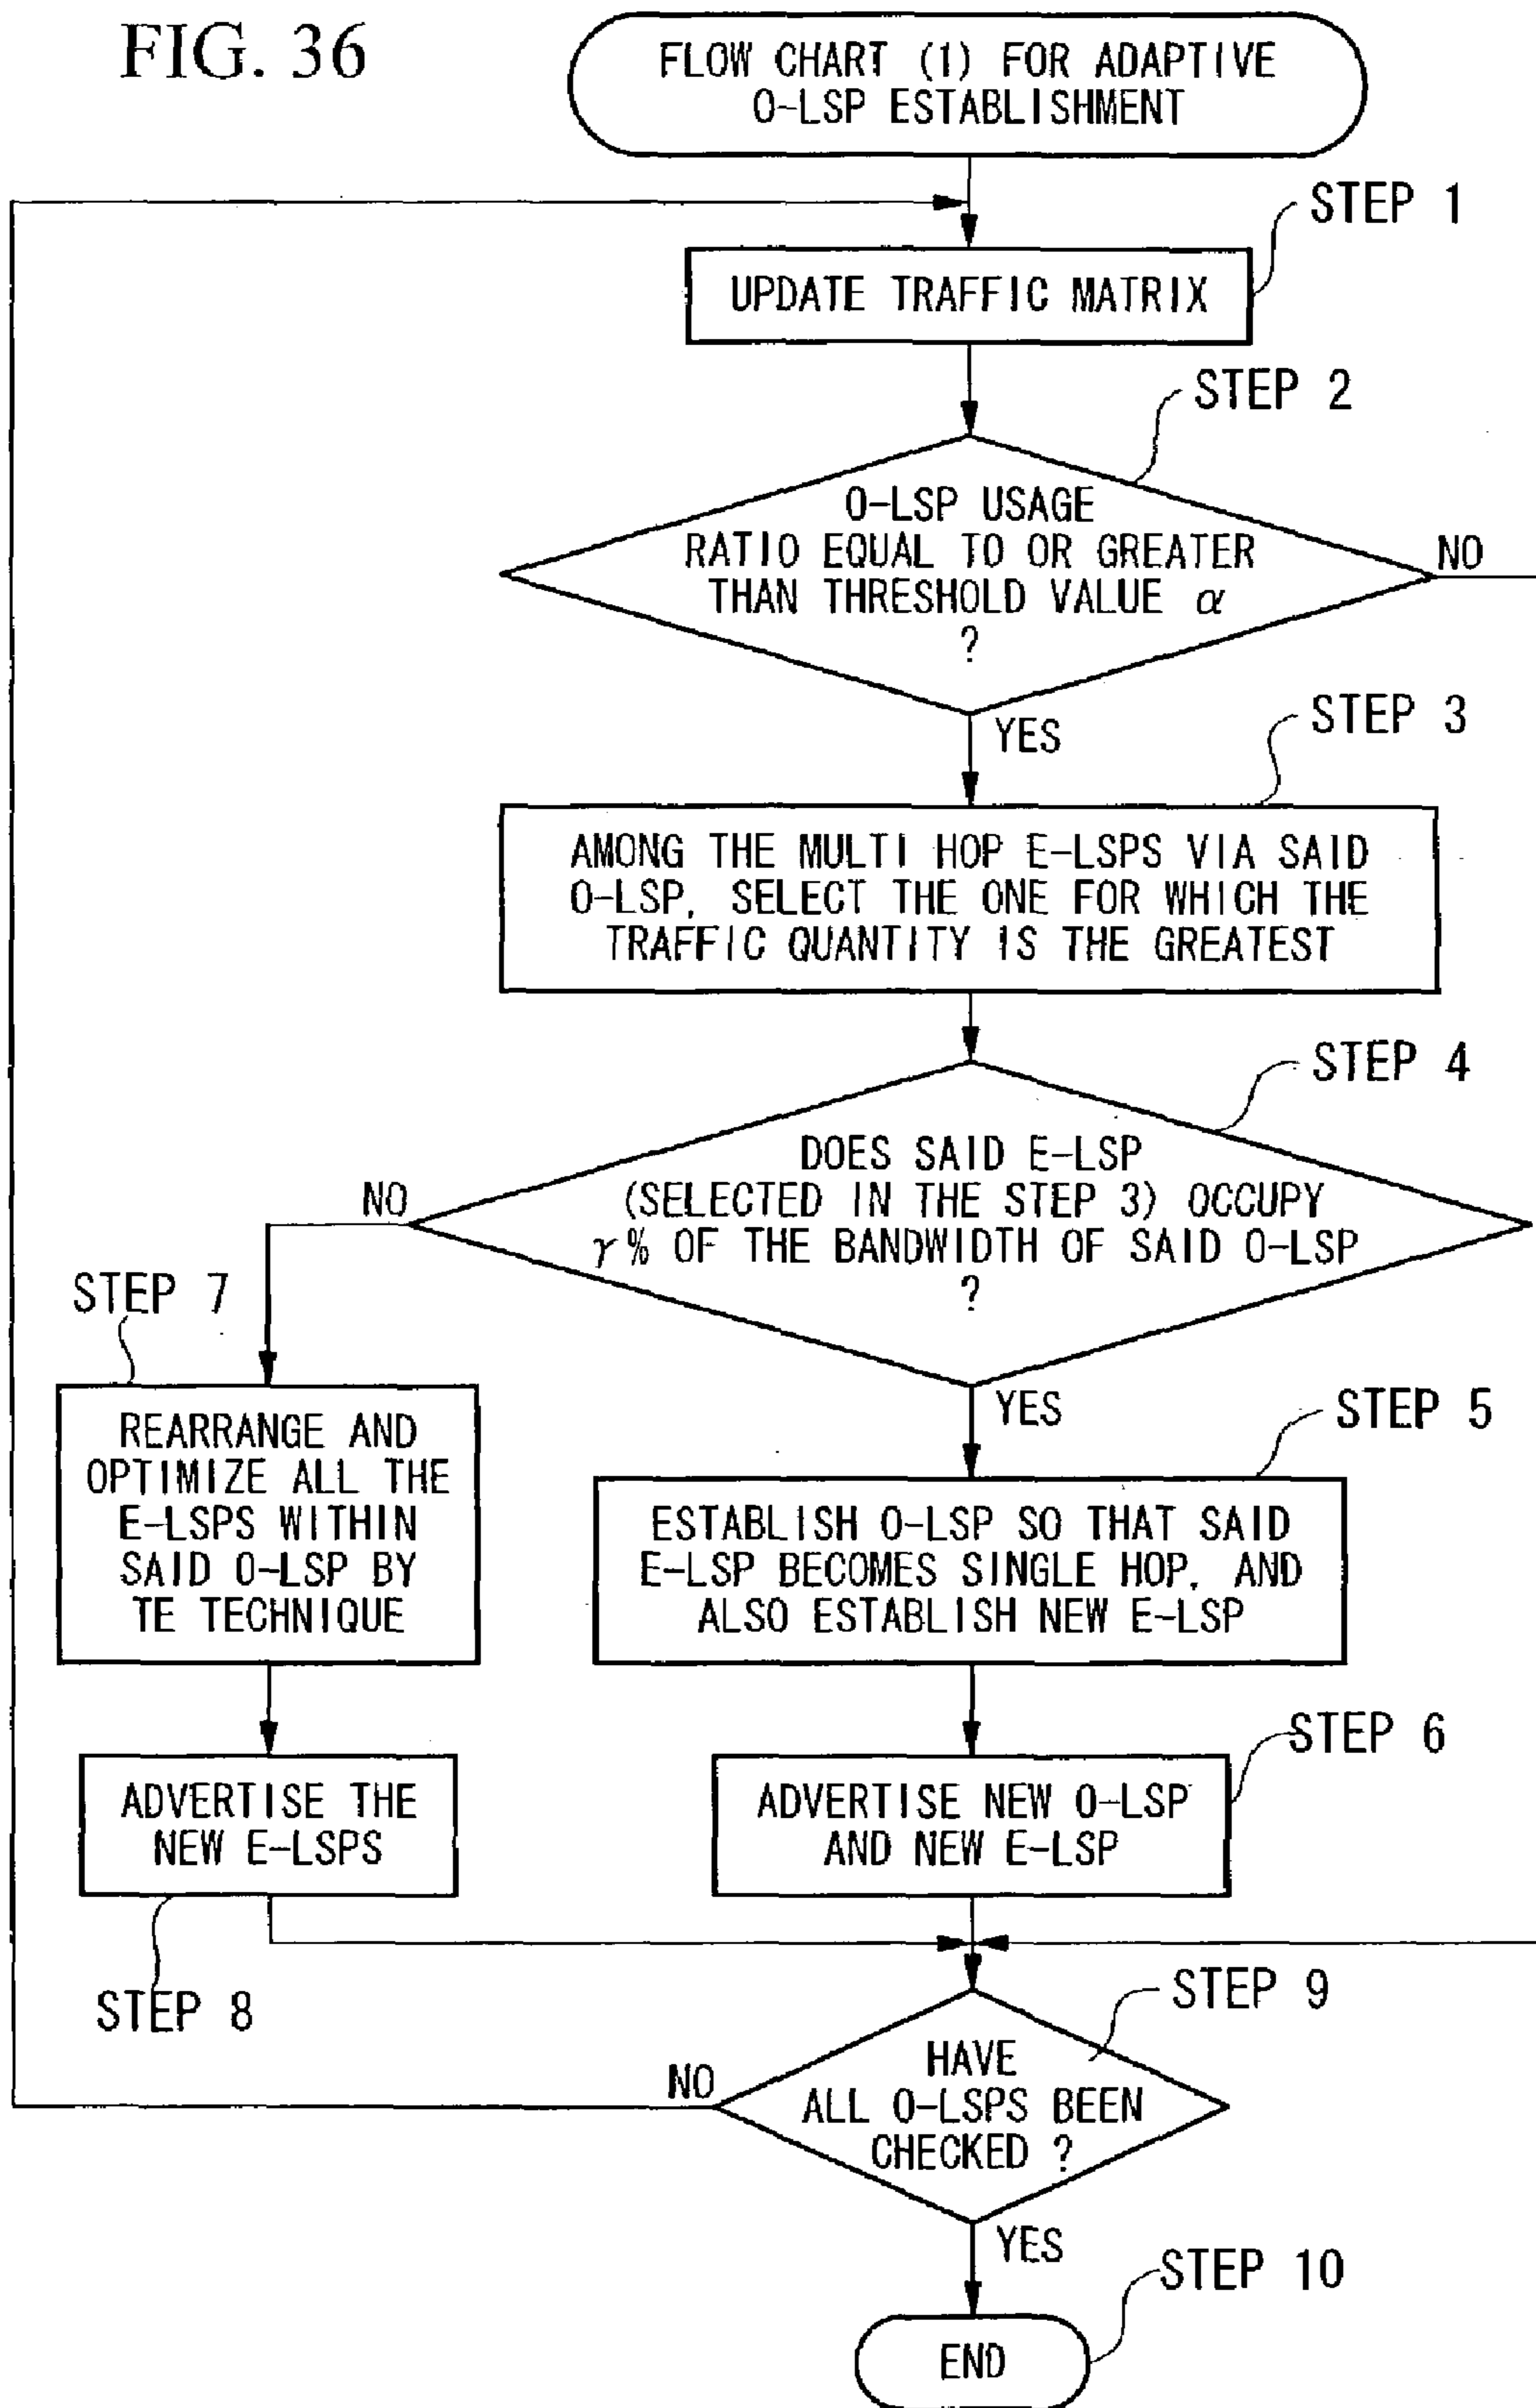 FIG. 36
FLOW CHART (1) FOR ADAPTIVE
O-LSP ESTABLISHMENT
STEP 1
UPDATE TRAFFIC MATRIX
STEP 2
O-LSP USAGE
RATIO EQUAL TO OR GREATER
THAN THRESHOLD VALUE α
?
NO
YES
STEP 3
AMONG THE MULTI HOP E-LSPS VIA SAID
O-LSP, SELECT THE ONE FOR WHICH THE
TRAFFIC QUANTITY IS THE GREATEST
STEP 4
DOES SAID E-LSP
(SELECTED IN THE STEP 3) OCCUPY
γ% OF THE BANDWIDTH OF SAID O-LSP
?
NO
YES
STEP 7
REARRANGE AND
OPTIMIZE ALL THE
E-LSPS WITHIN
SAID O-LSP BY
TE TECHNIQUE
STEP 5
ESTABLISH O-LSP SO THAT SAID
E-LSP BECOMES SINGLE HOP, AND
ALSO ESTABLISH NEW E-LSP
STEP 6
ADVERTISE THE
NEW E-LSPS
ADVERTISE NEW O-LSP
AND NEW E-LSP
STEP 8
STEP 9
HAVE
ALL O-LSPS BEEN
CHECKED ?
NO
YES
STEP 10
END